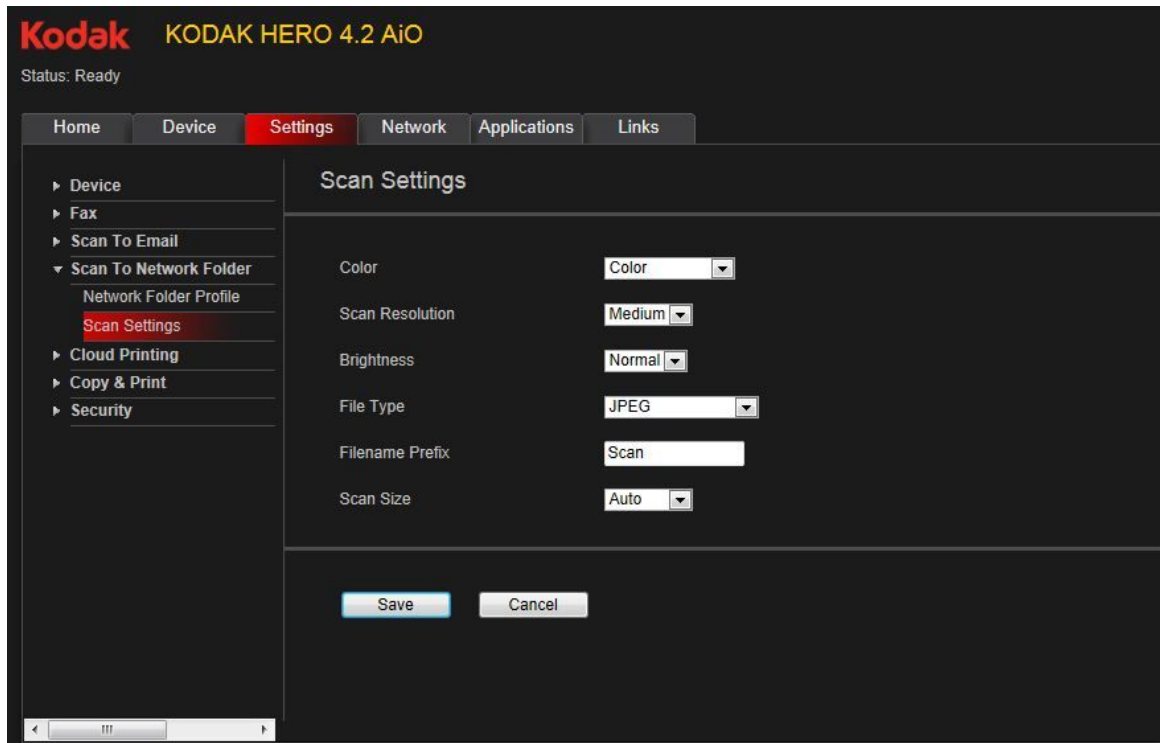 Kodak KODAK HERO 4.2 AiO
Status: Ready
Home Device Settings Network Applications Links
Device
Fax
Scan To Email
Scan To Network Folder
Network Folder Profile
Scan Settings
Cloud Printing
Copy & Print
Security
Scan Settings
Color Color
Scan Resolution Medium
Brightness Normal
File Type JPEG
Filename Prefix Scan
Scan Size Auto
Save Cancel